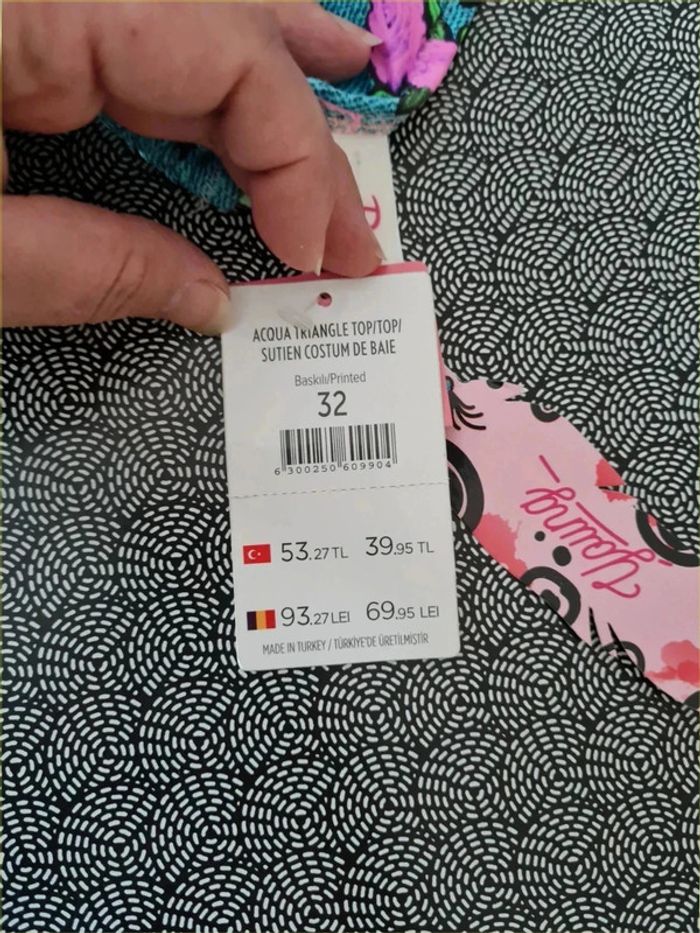 ACQUA TRIANGLE TOP/TOP/
SUTIEN COSTUM DE BAIE
Baskılı/Printed
32
6 300250 609904
53.27 TL 39.95 TL
93.27 LEI 69.95 LEI
MADE IN TURKEY / TÜRKİYE'DE ÜRETİLMİŞTİR
young